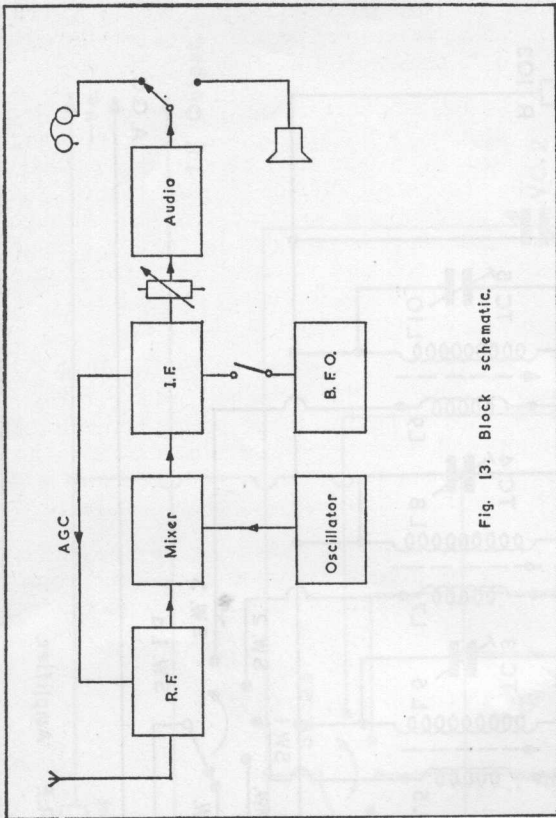 AGC
R.F.
Mixer
I.F.
Audio
Oscillator
B.F.O.
Fig. 13. Block schematic.